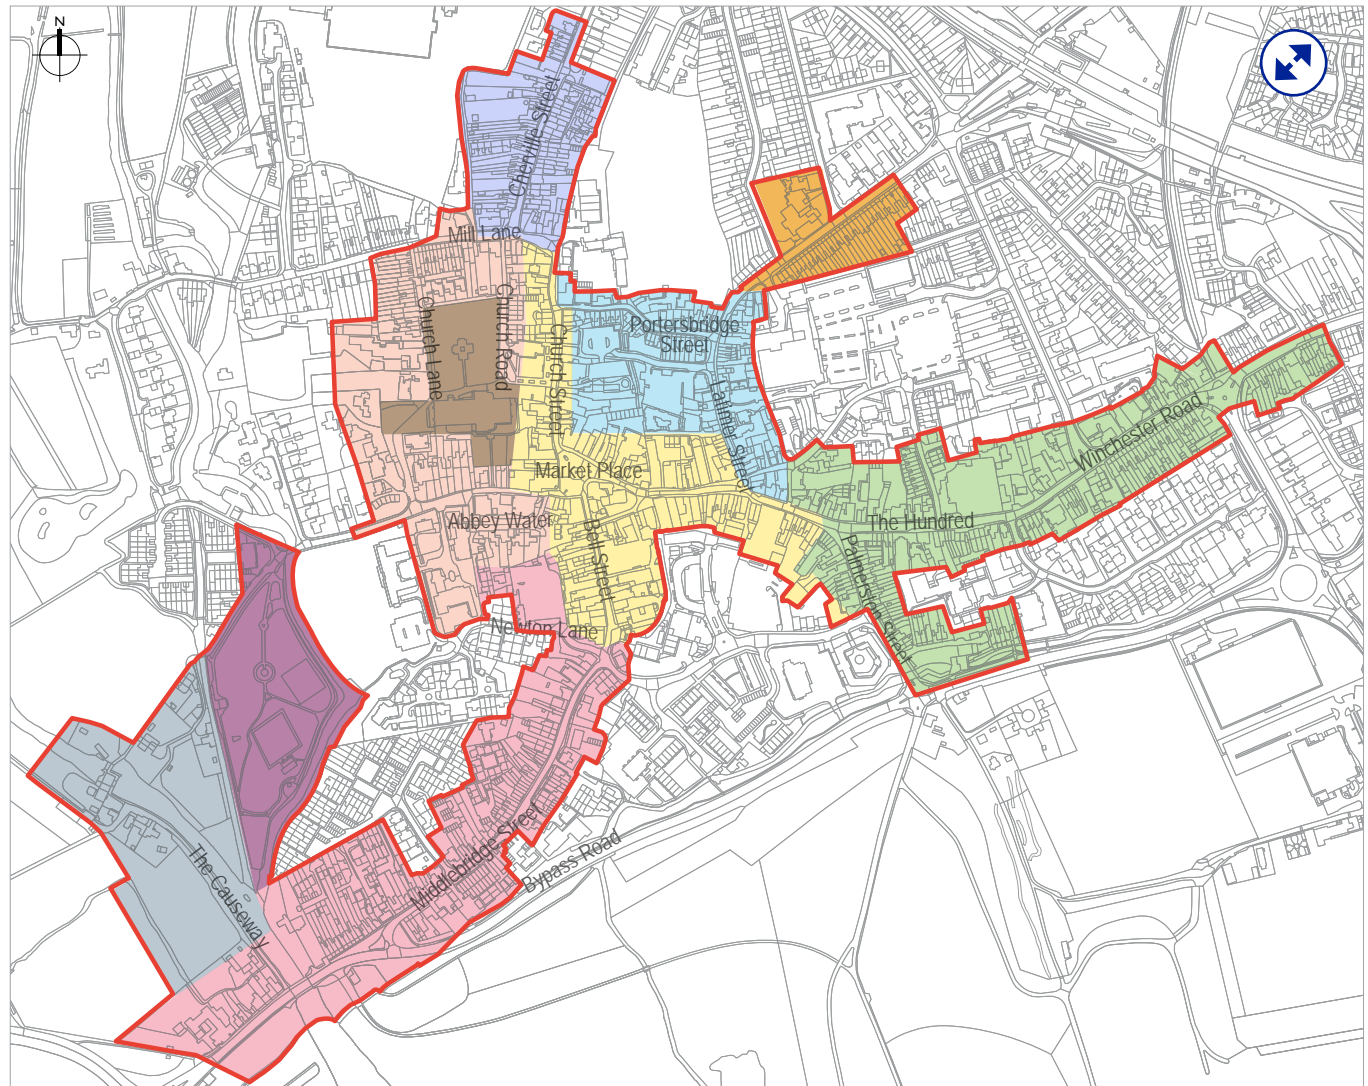 N
Cherville Street
Mill Lane
Church Lane
Church Road
Church Street
Portersbridge
Street
Latimer Street
Market Place
Winchester Road
Abbey Water
Bell Street
The Hundred
Palmerston Street
Newton Lane
Middlebridge Street
Bypass Road
The Causeway